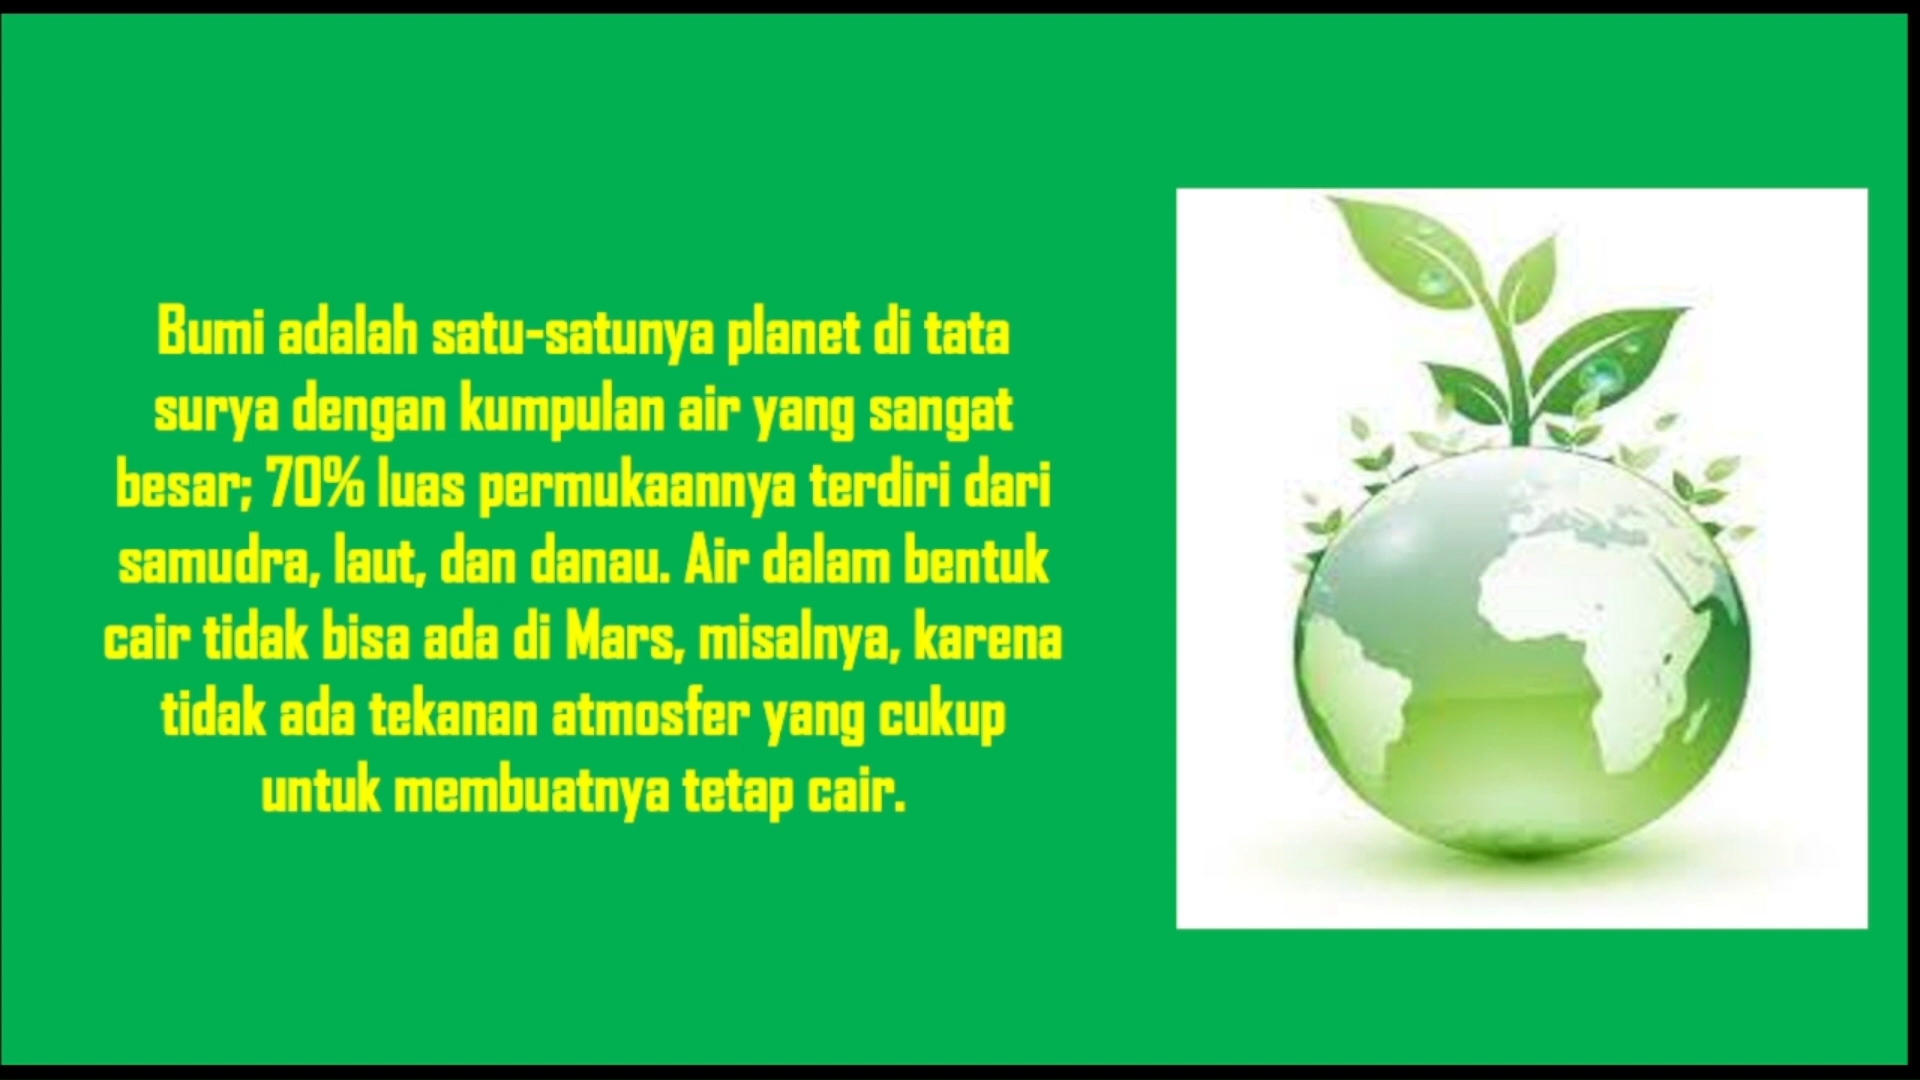 Bumi adalah satu-satunya planet di tata
surya dengan kumpulan air yang sangat
besar; 70% luas permukaannya terdiri dari
samudra, laut, dan danau. Air dalam bentuk
cair tidak bisa ada di Mars, misalnya, karena
tidak ada tekanan atmosfer yang cukup
untuk membuatnya tetap cair.